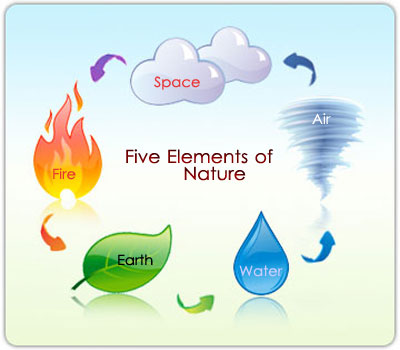 Space
Air
Five Elements of
Nature
Fire
Earth
Water